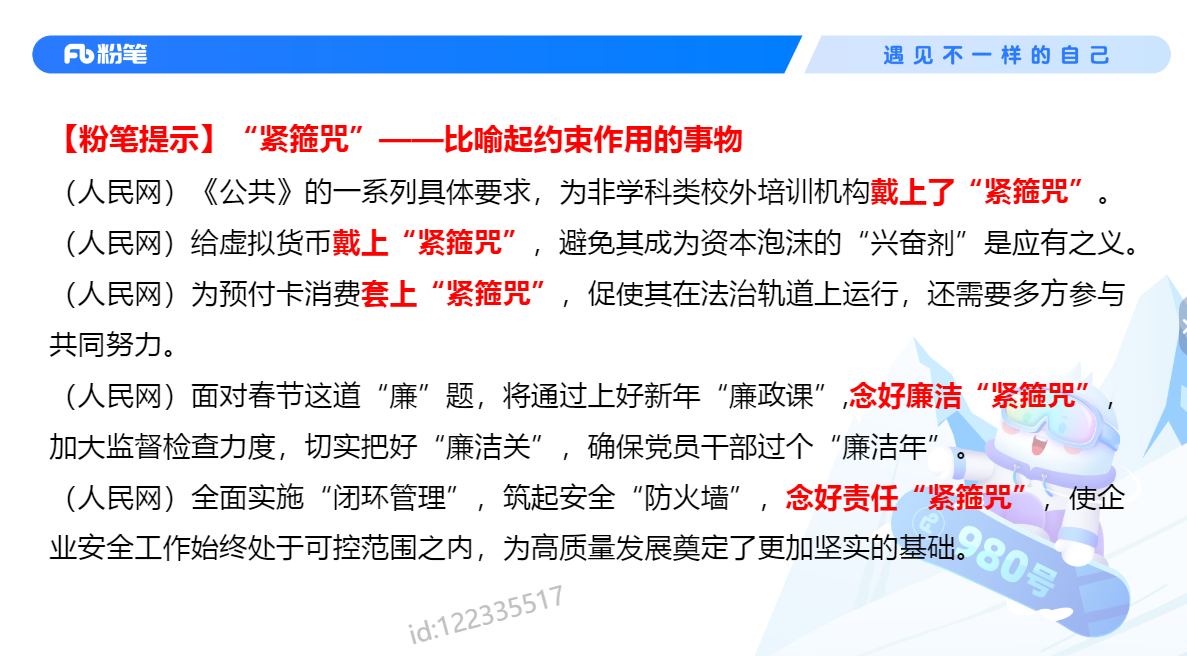 粉笔
遇见不一样的自己
【粉笔提示】“紧箍咒”——比喻起约束作用的事物
（人民网）《公共》的一系列具体要求，为非学科类校外培训机构戴上了“紧箍咒”。
（人民网）给虚拟货币戴上“紧箍咒”，避免其成为资本泡沫的“兴奋剂”是应有之义。
（人民网）为预付卡消费套上“紧箍咒”，促使其在法治轨道上运行，还需要多方参与
共同努力。
（人民网）面对春节这道“廉”题，将通过上好新年“廉政课”,念好廉洁“紧箍咒”，
加大监督检查力度，切实把好“廉洁关”，确保党员干部过个“廉洁年”。
（人民网）全面实施“闭环管理”，筑起安全“防火墙”，念好责任“紧箍咒”，使企
业安全工作始终处于可控范围之内，为高质量发展奠定了更加坚实的基础。
980号
id:122335517